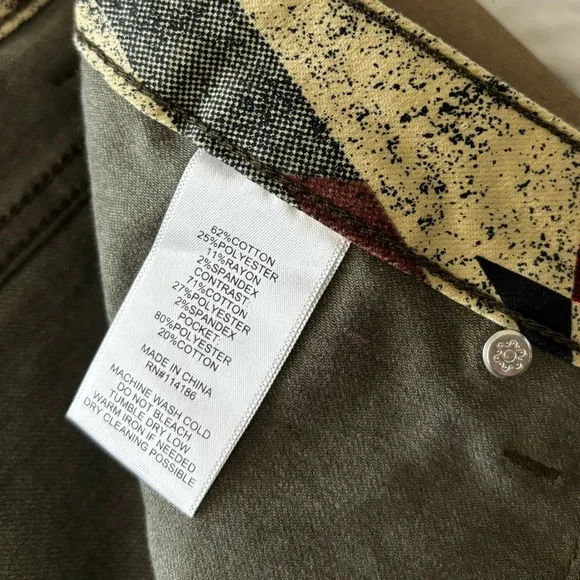 62%COTTON
25%POLYESTER
11%RAYON
2%SPANDEX
CONTRAST:
71%COTTON
27%POLYESTER
2%SPANDEX
POCKET:
80%POLYESTER
20%COTTON
MADE IN CHINA
RN#114186
MACHINE WASH COLD
DO NOT BLEACH
TUMBLE DRY LOW
WARM IRON IF NEEDED
DRY CLEANING POSSIBLE